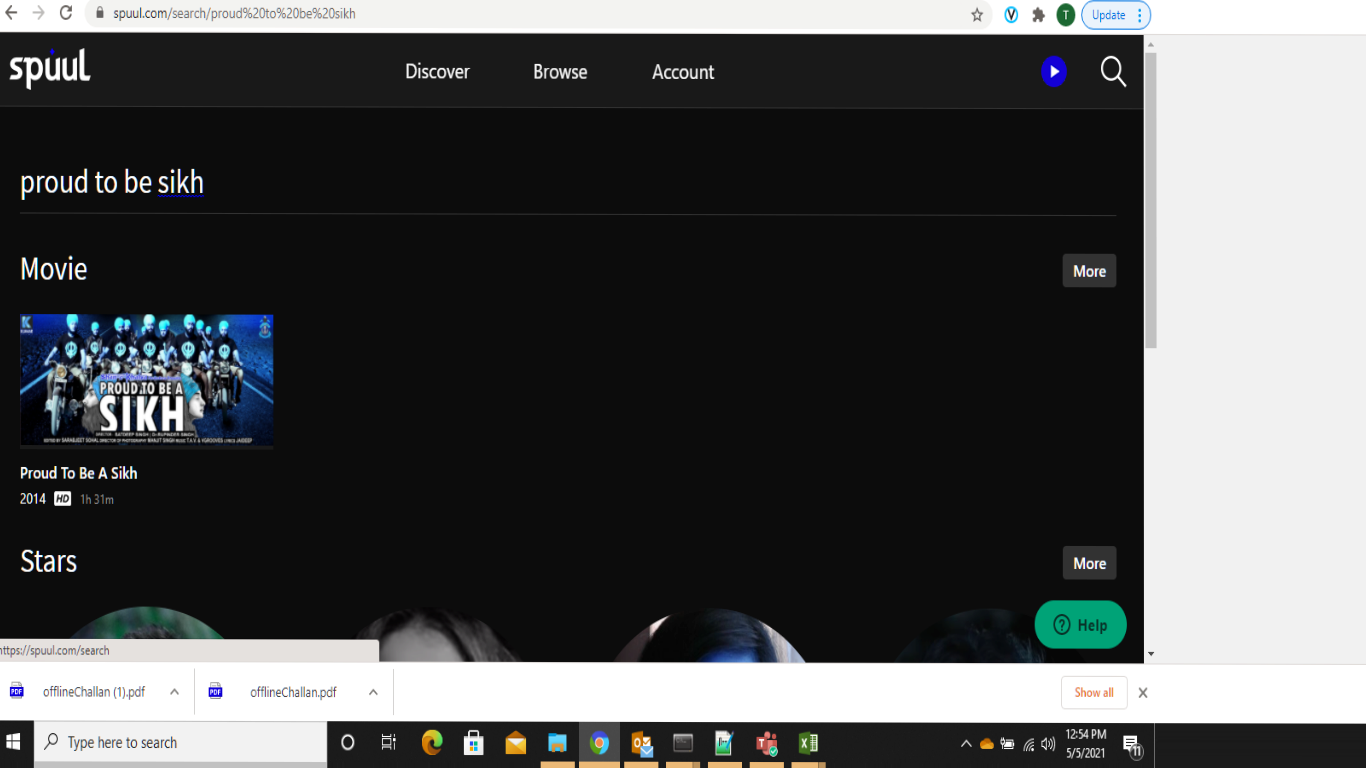 spuul.com/search/proud%20to%20be%20sikh
T
Update
spuul
Discover
Browse
Account
proud to be sikh
Movie
More
PROUD TO BE A
SIKH
Proud To Be A Sikh
2014 HD 1h 31m
Stars
More
Help
https://spuul.com/search
PDF offlineChallan (1).pdf
PDF offlineChallan.pdf
Show all
Type here to search
12:54 PM
5/5/2021
11